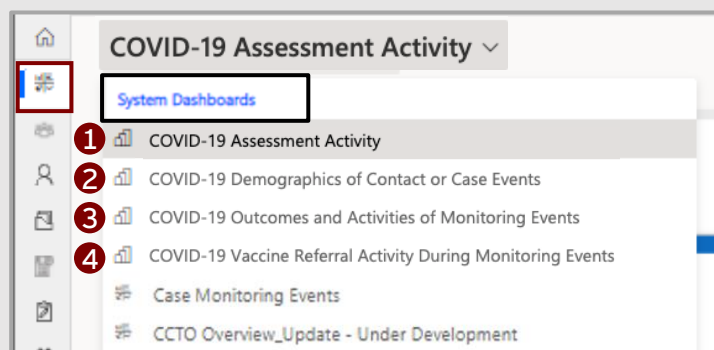 COVID-19 Assessment Activity
System Dashboards
1 COVID-19 Assessment Activity
2 COVID-19 Demographics of Contact or Case Events
3 COVID-19 Outcomes and Activities of Monitoring Events
4 COVID-19 Vaccine Referral Activity During Monitoring Events
Case Monitoring Events
CCTO Overview_Update - Under Development